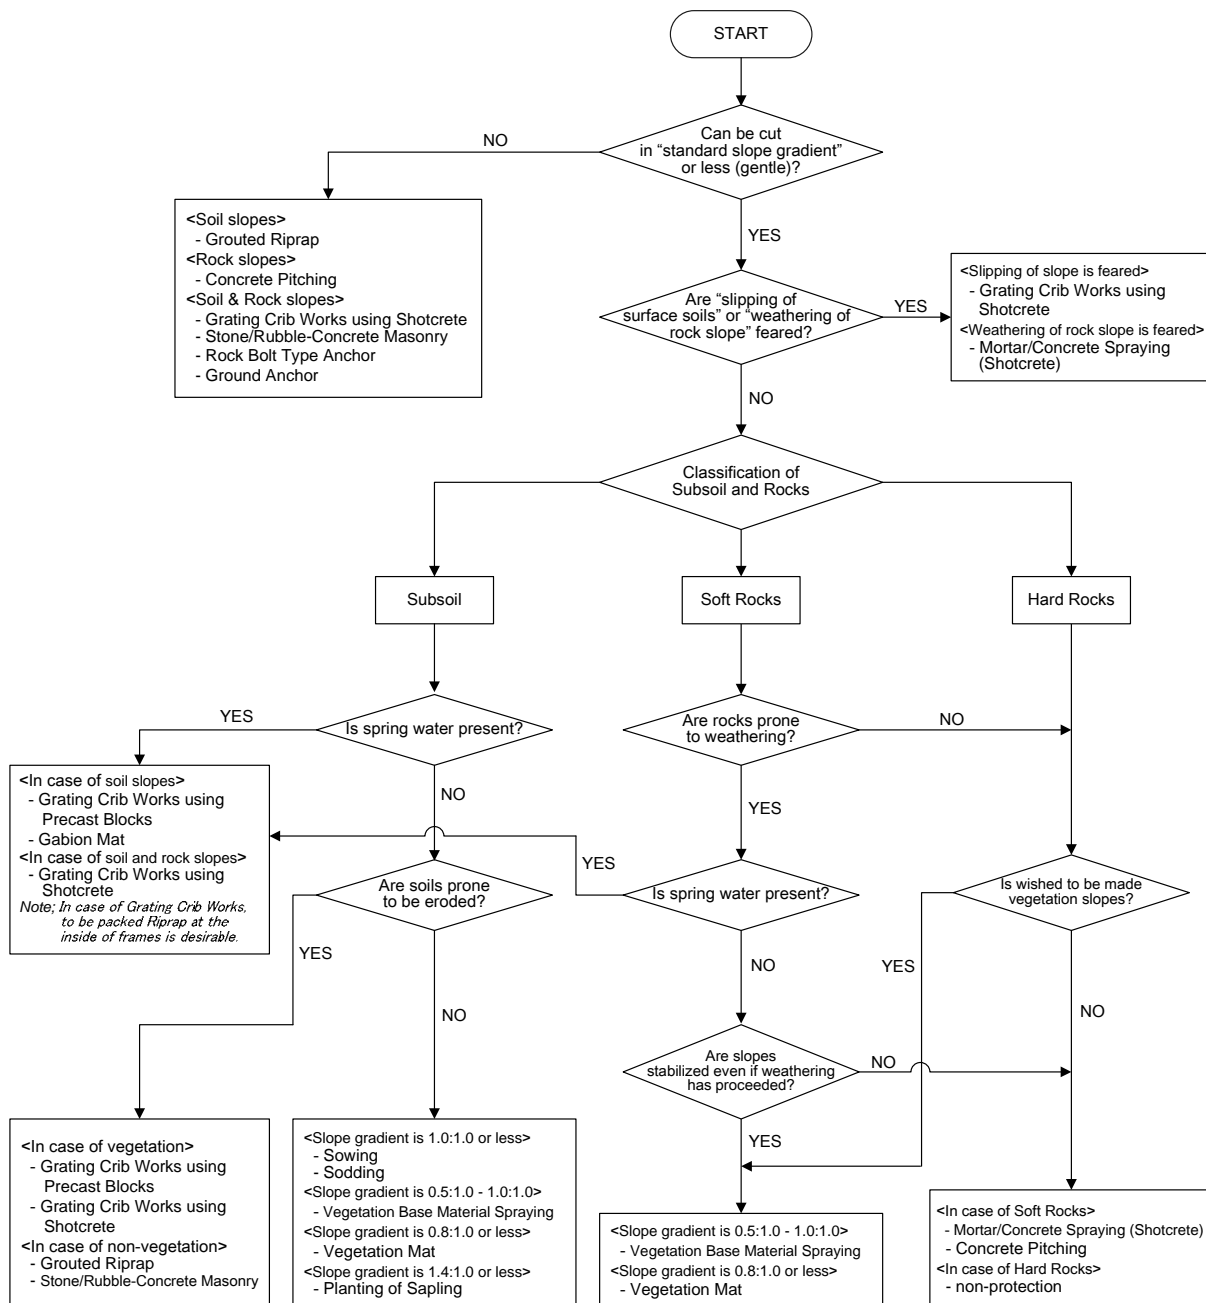 START
Can be cut
in “standard slope gradient”
or less (gentle)?
NO
YES
<Soil slopes>
- Grouted Riprap
<Rock slopes>
- Concrete Pitching
<Soil & Rock slopes>
- Grating Crib Works using Shotcrete
- Stone/Rubble-Concrete Masonry
- Rock Bolt Type Anchor
- Ground Anchor
Are “slipping of
surface soils” or “weathering of
rock slope” feared?
YES
NO
<Slipping of slope is feared>
- Grating Crib Works using
Shotcrete
<Weathering of rock slope is feared>
- Mortar/Concrete Spraying
(Shotcrete)
Classification of
Subsoil and Rocks
Subsoil
Soft Rocks
Hard Rocks
Is spring water present?
YES
NO
Are rocks prone
to weathering?
NO
YES
<In case of soil slopes>
- Grating Crib Works using
Precast Blocks
- Gabion Mat
<In case of soil and rock slopes>
- Grating Crib Works using
Shotcrete
Note; In case of Grating Crib Works,
to be packed Riprap at the
inside of frames is desirable.
Are soils prone
to be eroded?
YES
NO
Is spring water present?
YES
NO
Is wished to be made
vegetation slopes?
YES
NO
Are slopes
stabilized even if weathering
has proceeded?
NO
YES
<In case of vegetation>
- Grating Crib Works using
Precast Blocks
- Grating Crib Works using
Shotcrete
<In case of non-vegetation>
- Grouted Riprap
- Stone/Rubble-Concrete Masonry
<Slope gradient is 1.0:1.0 or less>
- Sowing
- Sodding
<Slope gradient is 0.5:1.0 - 1.0:1.0>
- Vegetation Base Material Spraying
<Slope gradient is 0.8:1.0 or less>
- Vegetation Mat
<Slope gradient is 1.4:1.0 or less>
- Planting of Sapling
<Slope gradient is 0.5:1.0 - 1.0:1.0>
- Vegetation Base Material Spraying
<Slope gradient is 0.8:1.0 or less>
- Vegetation Mat
<In case of Soft Rocks>
- Mortar/Concrete Spraying (Shotcrete)
- Concrete Pitching
<In case of Hard Rocks>
- non-protection